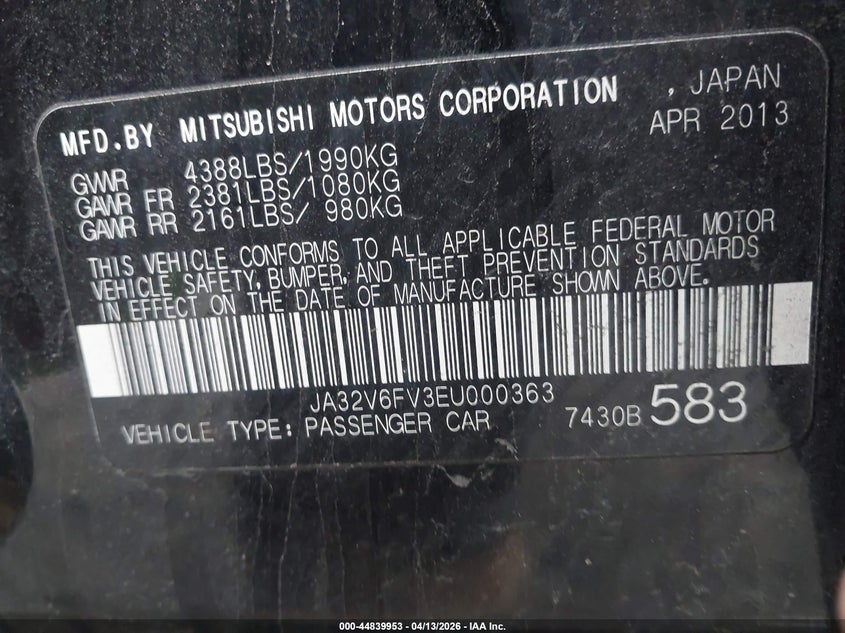 MFD.BY MITSUBISHI MOTORS CORPORATION , JAPAN
APR 2013
GVWR 4388LBS/1990KG
GAWR FR 2381LBS/1080KG
GAWR RR 2161LBS/ 980KG
THIS VEHICLE CONFORMS TO ALL APPLICABLE FEDERAL MOTOR
VEHICLE SAFETY, BUMPER, AND THEFT PREVENTION STANDARDS
IN EFFECT ON THE DATE OF MANUFACTURE SHOWN ABOVE.
JA32V6FV3EU000363
VEHICLE TYPE: PASSENGER CAR 7430B 583
000-44839953 - 04/13/2026 - IAA Inc.